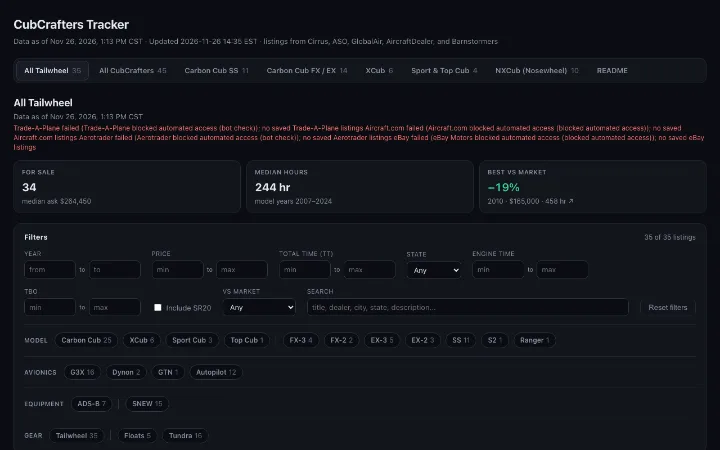 CubCrafters Tracker
Data as of Nov 26, 2026, 1:13 PM CST · Updated 2026-11-26 14:35 EST · listings from Cirrus, ASO, GlobalAir, AircraftDealer, and Barnstormers
All Tailwheel 35 All CubCrafters 45 Carbon Cub SS 11 Carbon Cub FX / EX 14 XCub 6 Sport & Top Cub 4 NXCub (Nosewheel) 10 README
All Tailwheel
Data as of Nov 26, 2026, 1:13 PM CST
Trade-A-Plane failed (Trade-A-Plane blocked automated access (bot check)); no saved Trade-A-Plane listings Aircraft.com failed (Aircraft.com blocked automated access (blocked automated access)); no saved
Aircraft.com listings Aerotrader failed (Aerotrader blocked automated access (bot check)), no saved Aerotrader listings eBay failed (eBay Motors blocked automated access (blocked automated access)); no saved eBay
listings
FOR SALE
34
median ask $264,450
MEDIAN HOURS
244 hr
model years 2007–2024
BEST VS MARKET
−19%
2010 · $165,000 · 458 hr ↗
Filters
35 of 35 listings
YEAR PRICE TOTAL TIME (TT) STATE ENGINE TIME
from to to min to max min to max Any min to max
TBO VS MARKET SEARCH
min to max Include SR20 Any title, dealer, city, state, description... Reset filters
MODEL Carbon Cub 25 XCub 6 Sport Cub 3 Top Cub 1 FX-3 4 FX-2 2 EX-3 5 EX-2 3 SS 11 S2 1 Ranger 1
AVIONICS G3X 16 Dynon 2 GTN 1 Autopilot 12
EQUIPMENT ADS-B 7 SNEW 15
GEAR Tailwheel 35 Floats 5 Tundra 16